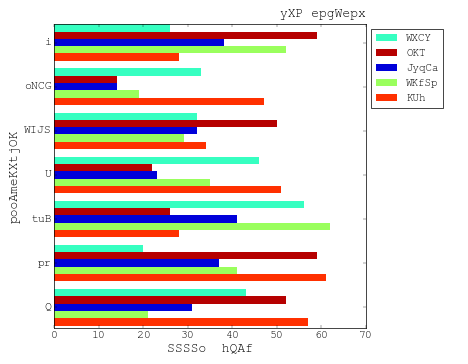 yXP epgWepx
WXCY
OKT
JyqCa
WKfSp
KUh
pooAmeKXtjOK
i
oNCG
WIJS
U
tuB
pr
Q
0 10 20 30 40 50 60 70
SSSSo hQAf